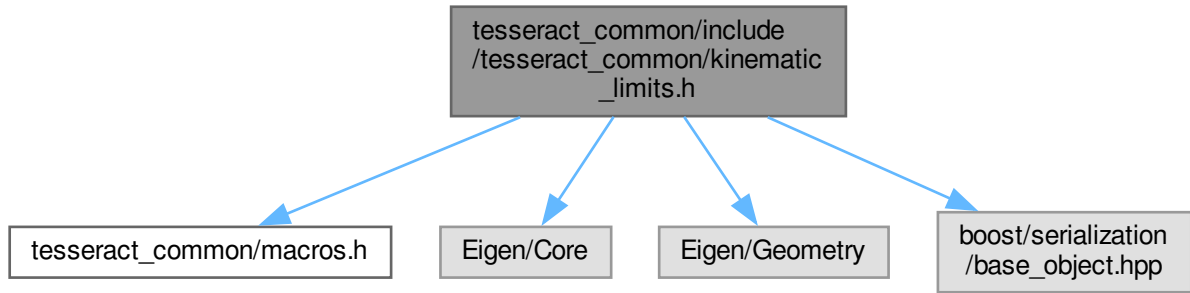 tesseract_common/include
/tesseract_common/kinematic
_limits.h
tesseract_common/macros.h
Eigen/Core
Eigen/Geometry
boost/serialization
/base_object.hpp